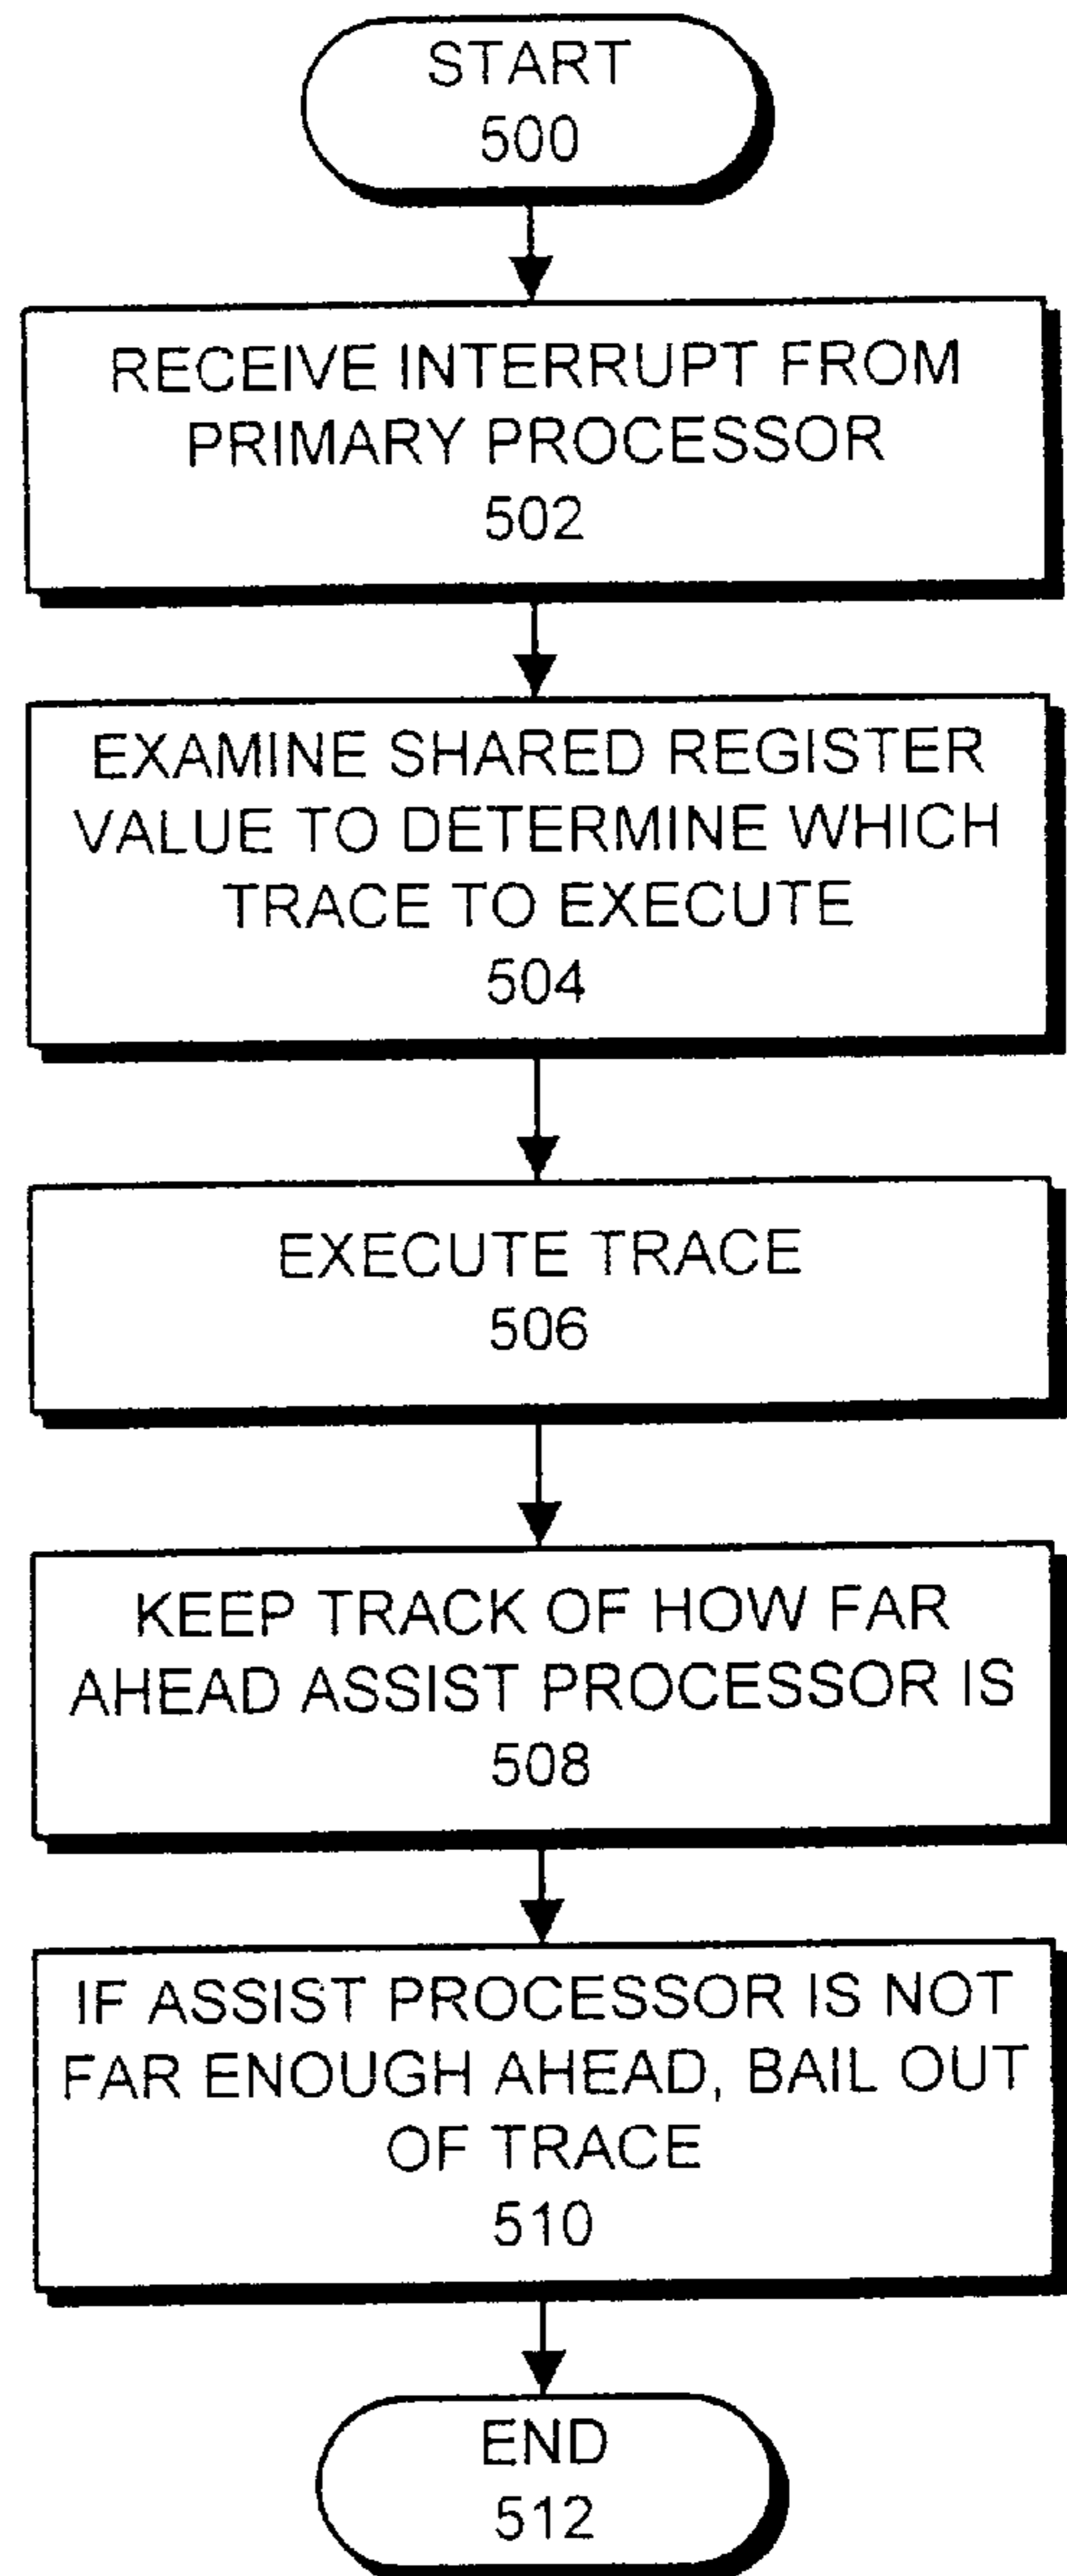 START
500
RECEIVE INTERRUPT FROM
PRIMARY PROCESSOR
502
EXAMINE SHARED REGISTER
VALUE TO DETERMINE WHICH
TRACE TO EXECUTE
504
EXECUTE TRACE
506
KEEP TRACK OF HOW FAR
AHEAD ASSIST PROCESSOR IS
508
IF ASSIST PROCESSOR IS NOT
FAR ENOUGH AHEAD, BAIL OUT
OF TRACE
510
END
512